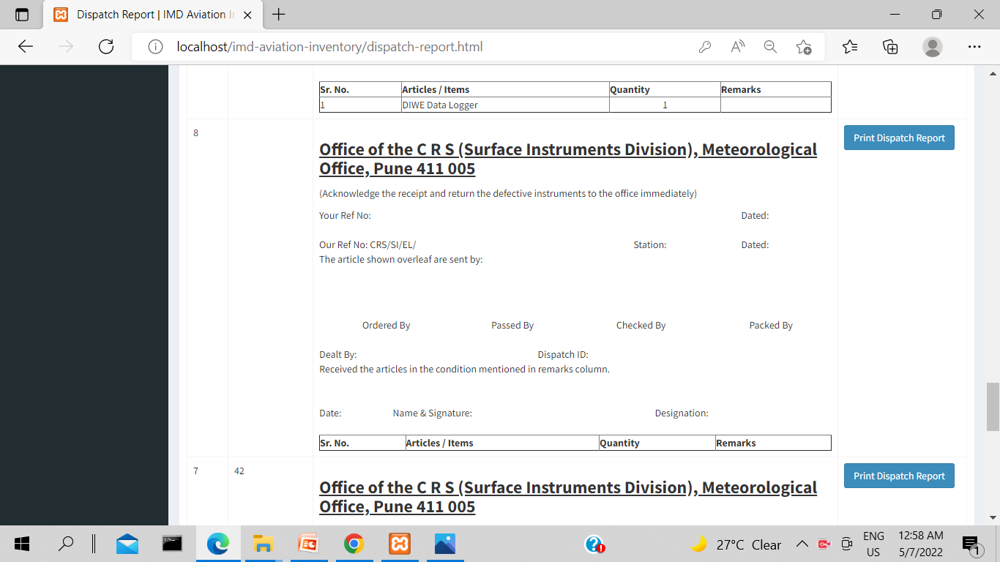 Dispatch Report | IMD Aviation
localhost/imd-aviation-inventory/dispatch-report.html
Sr. No. Articles / Items Quantity Remarks
1 DIWE Data Logger 1
8 Print Dispatch Report
Office of the C R S (Surface Instruments Division), Meteorological
Office, Pune 411 005
(Acknowledge the receipt and return the defective instruments to the office immediately)
Your Ref No: Dated:
Our Ref No: CRS/SI/EL/ Station: Dated:
The article shown overleaf are sent by:
Ordered By Passed By Checked By Packed By
Dealt By: Dispatch ID:
Received the articles in the condition mentioned in remarks column.
Date: Name & Signature: Designation:
Sr. No. Articles / Items Quantity Remarks
7 42 Print Dispatch Report
Office of the C R S (Surface Instruments Division), Meteorological
Office, Pune 411 005
27°C Clear ENG 12:58 AM
US 5/7/2022 1